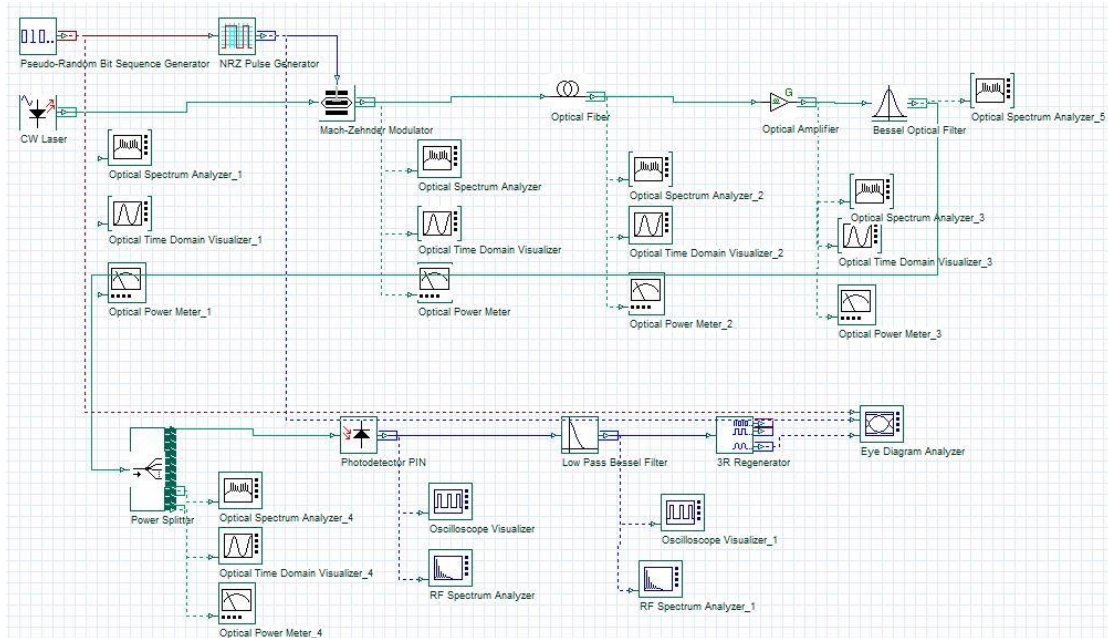 010..
Pseudo-Random Bit Sequence Generator
NRZ Pulse Generator
CW Laser
Mach-Zehnder Modulator
Optical Fiber
G
Optical Amplifier
Bessel Optical Filter
Optical Spectrum Analyzer_5
Optical Spectrum Analyzer_1
Optical Spectrum Analyzer
Optical Spectrum Analyzer_2
Optical Spectrum Analyzer_3
Optical Time Domain Visualizer_1
Optical Time Domain Visualizer
Optical Time Domain Visualizer_2
Optical Time Domain Visualizer_3
Optical Power Meter_1
Optical Power Meter
Optical Power Meter_2
Optical Power Meter_3
Photodetector PIN
Low Pass Bessel Filter
3R Regenerator
Eye Diagram Analyzer
Power Splitter
Optical Spectrum Analyzer_4
Oscilloscope Visualizer
Oscilloscope Visualizer_1
Optical Time Domain Visualizer_4
RF Spectrum Analyzer
RF Spectrum Analyzer_1
Optical Power Meter_4